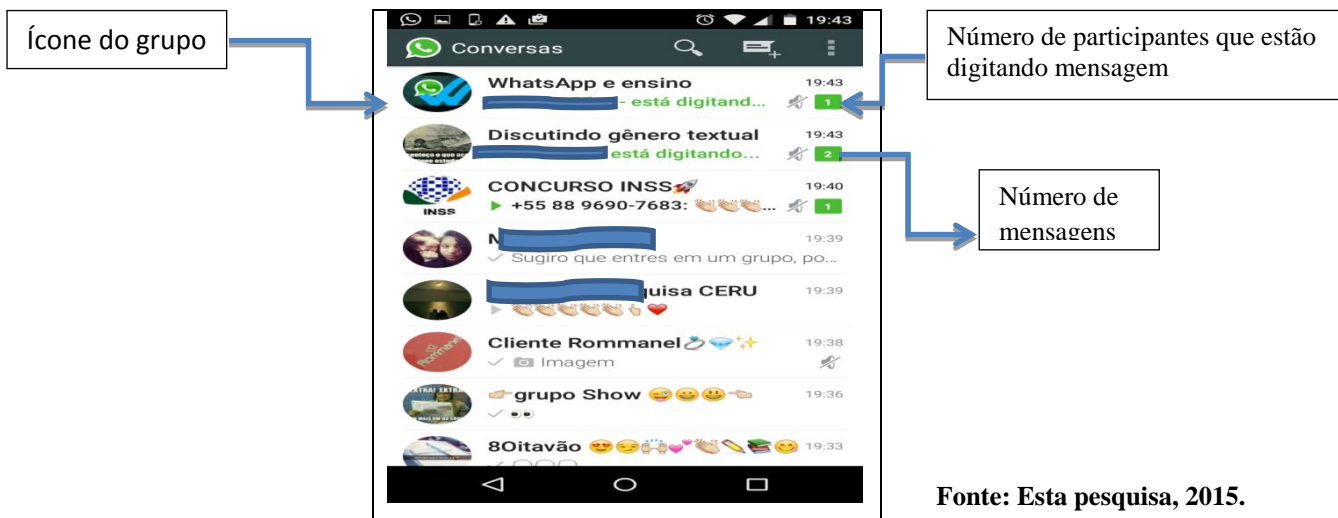 Ícone do grupo
19:43
Conversas
WhatsApp e ensino 19:43
- está digitand... 1
Discutindo gênero textual 19:43
está digitando... 2
CONCURSO INSS🚀 19:40
INSS
+55 88 9690-7683: 👏👏👏... 1
N 19:39
Sugiro que entres em um grupo, po...
quisa CERU 19:39
👏👏👏👏👏👆❤
Cliente Rommanel💍💎✨ 19:38
Rommanel
Imagem
👉grupo Show 😜😀😃👈 19:36
EXTRA! EXTRA
👀
8Oitavão 😍😏🙌💕👏✏📚😋 19:33
Número de participantes que estão
digitando mensagem
Número de
mensagens
Fonte: Esta pesquisa, 2015.